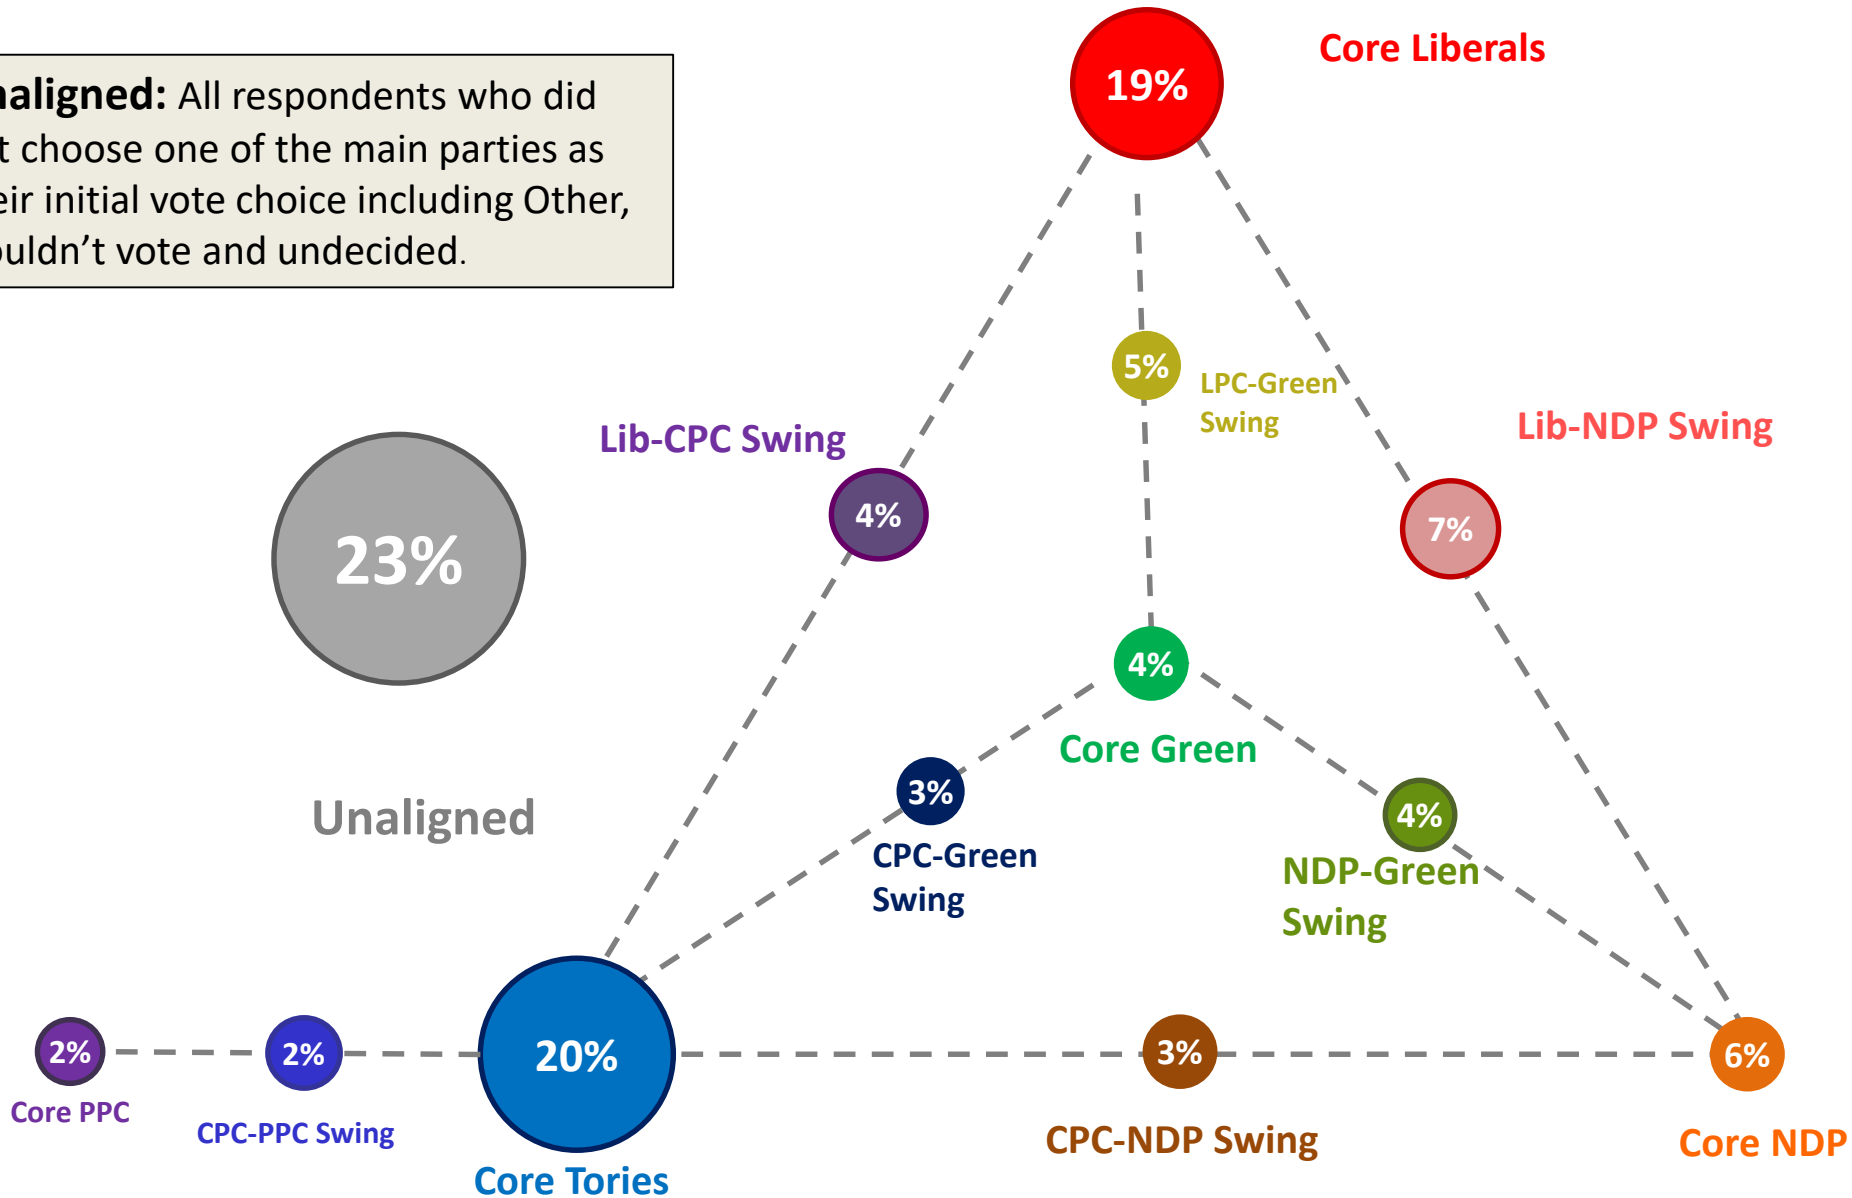 naligned: All respondents who did
t choose one of the main parties as
eir initial vote choice including Other,
ouldn’t vote and undecided.
19%
Core Liberals
5%
LPC-Green
Swing
Lib-CPC Swing
4%
Lib-NDP Swing
7%
23%
Unaligned
4%
Core Green
3%
CPC-Green
Swing
4%
NDP-Green
Swing
2%
Core PPC
2%
CPC-PPC Swing
20%
Core Tories
3%
CPC-NDP Swing
6%
Core NDP